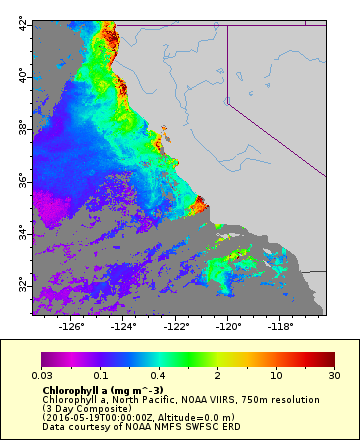 42°
40°
38°
36°
34°
32°
-126° -124° -122° -120° -118°
0.03 0.1 0.4 2 10 30
Chlorophyll a (mg m^-3)
Chlorophyll a, North Pacific, NOAA VIIRS, 750m resolution
(3 Day Composite)
(2016-05-19T00:00:00Z, Altitude=0.0 m)
Data courtesy of NOAA NMFS SWFSC ERD